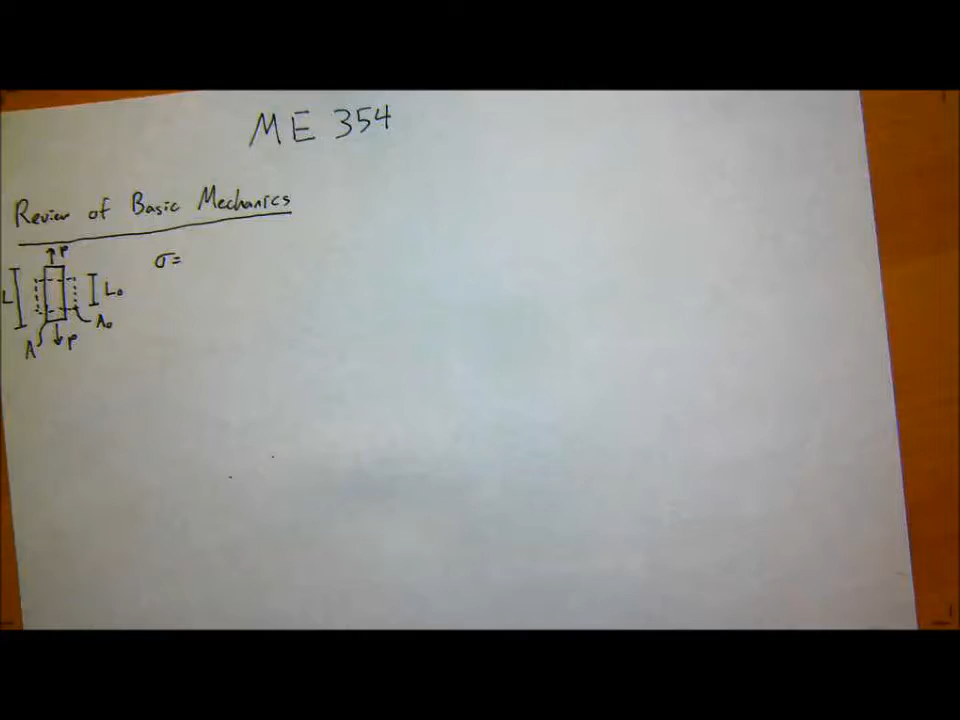 ME 354
Review of Basic Mechanics
P
σ=
L
L₀
A₀
A
P